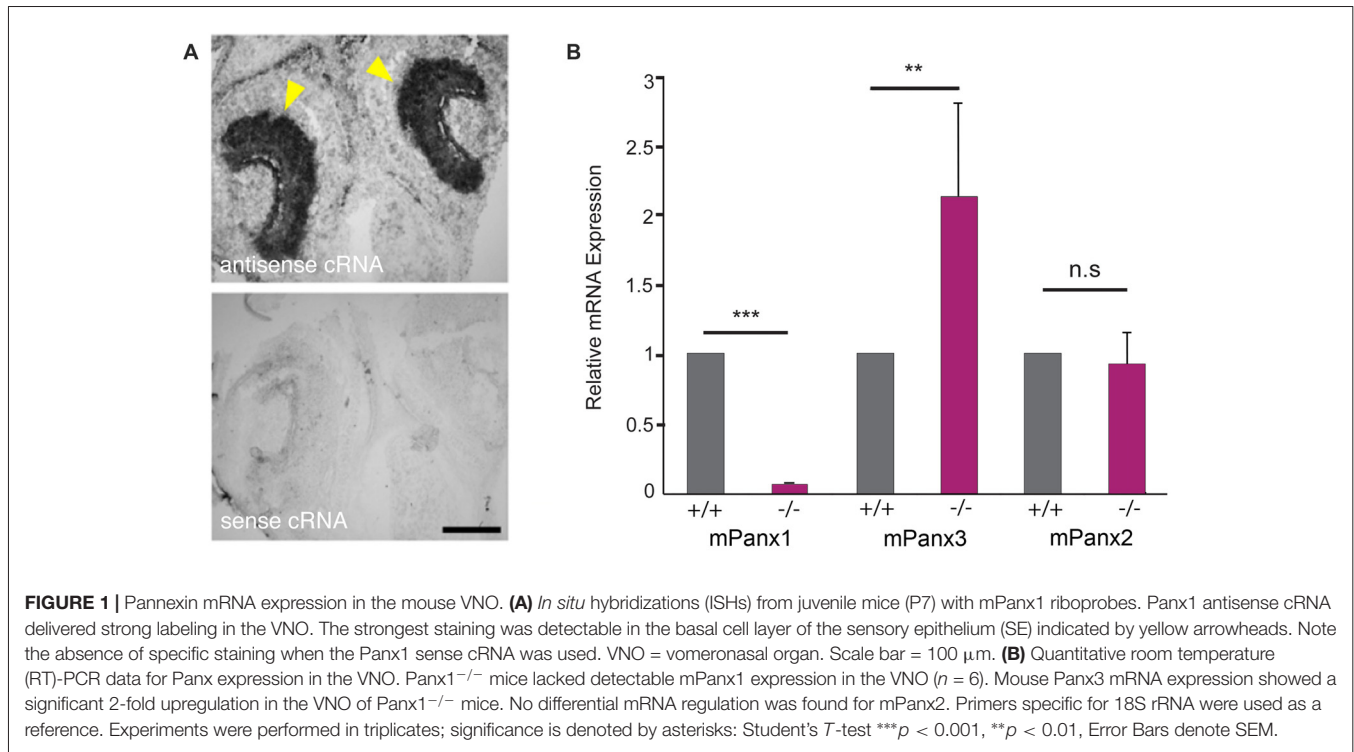 A
antisense cRNA
sense cRNA
B
Relative mRNA Expression
3
2.5
2
1.5
1
0.5
0
***
**
n.s
+/+ -/- +/+ -/- +/+ -/-
mPanx1 mPanx3 mPanx2
FIGURE 1 | Pannexin mRNA expression in the mouse VNO. (A) In situ hybridizations (ISHs) from juvenile mice (P7) with mPanx1 riboprobes. Panx1 antisense cRNA
delivered strong labeling in the VNO. The strongest staining was detectable in the basal cell layer of the sensory epithelium (SE) indicated by yellow arrowheads. Note
the absence of specific staining when the Panx1 sense cRNA was used. VNO = vomeronasal organ. Scale bar = 100 μm. (B) Quantitative room temperature
(RT)-PCR data for Panx expression in the VNO. Panx1−/− mice lacked detectable mPanx1 expression in the VNO (n = 6). Mouse Panx3 mRNA expression showed a
significant 2-fold upregulation in the VNO of Panx1−/− mice. No differential mRNA regulation was found for mPanx2. Primers specific for 18S rRNA were used as a
reference. Experiments were performed in triplicates; significance is denoted by asterisks: Student's T-test ***p < 0.001, **p < 0.01, Error Bars denote SEM.